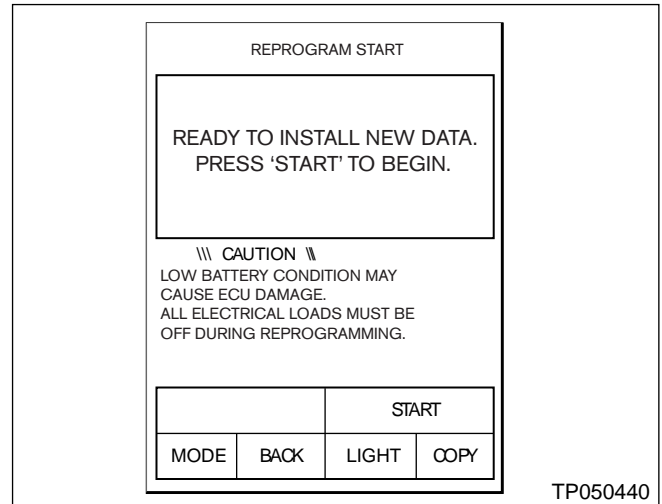 REPROGRAM START
READY TO INSTALL NEW DATA.
PRESS ‘START’ TO BEGIN.
\\\ CAUTION \\
LOW BATTERY CONDITION MAY
CAUSE ECU DAMAGE.
ALL ELECTRICAL LOADS MUST BE
OFF DURING REPROGRAMMING.
START
MODE BACK LIGHT COPY
TP050440